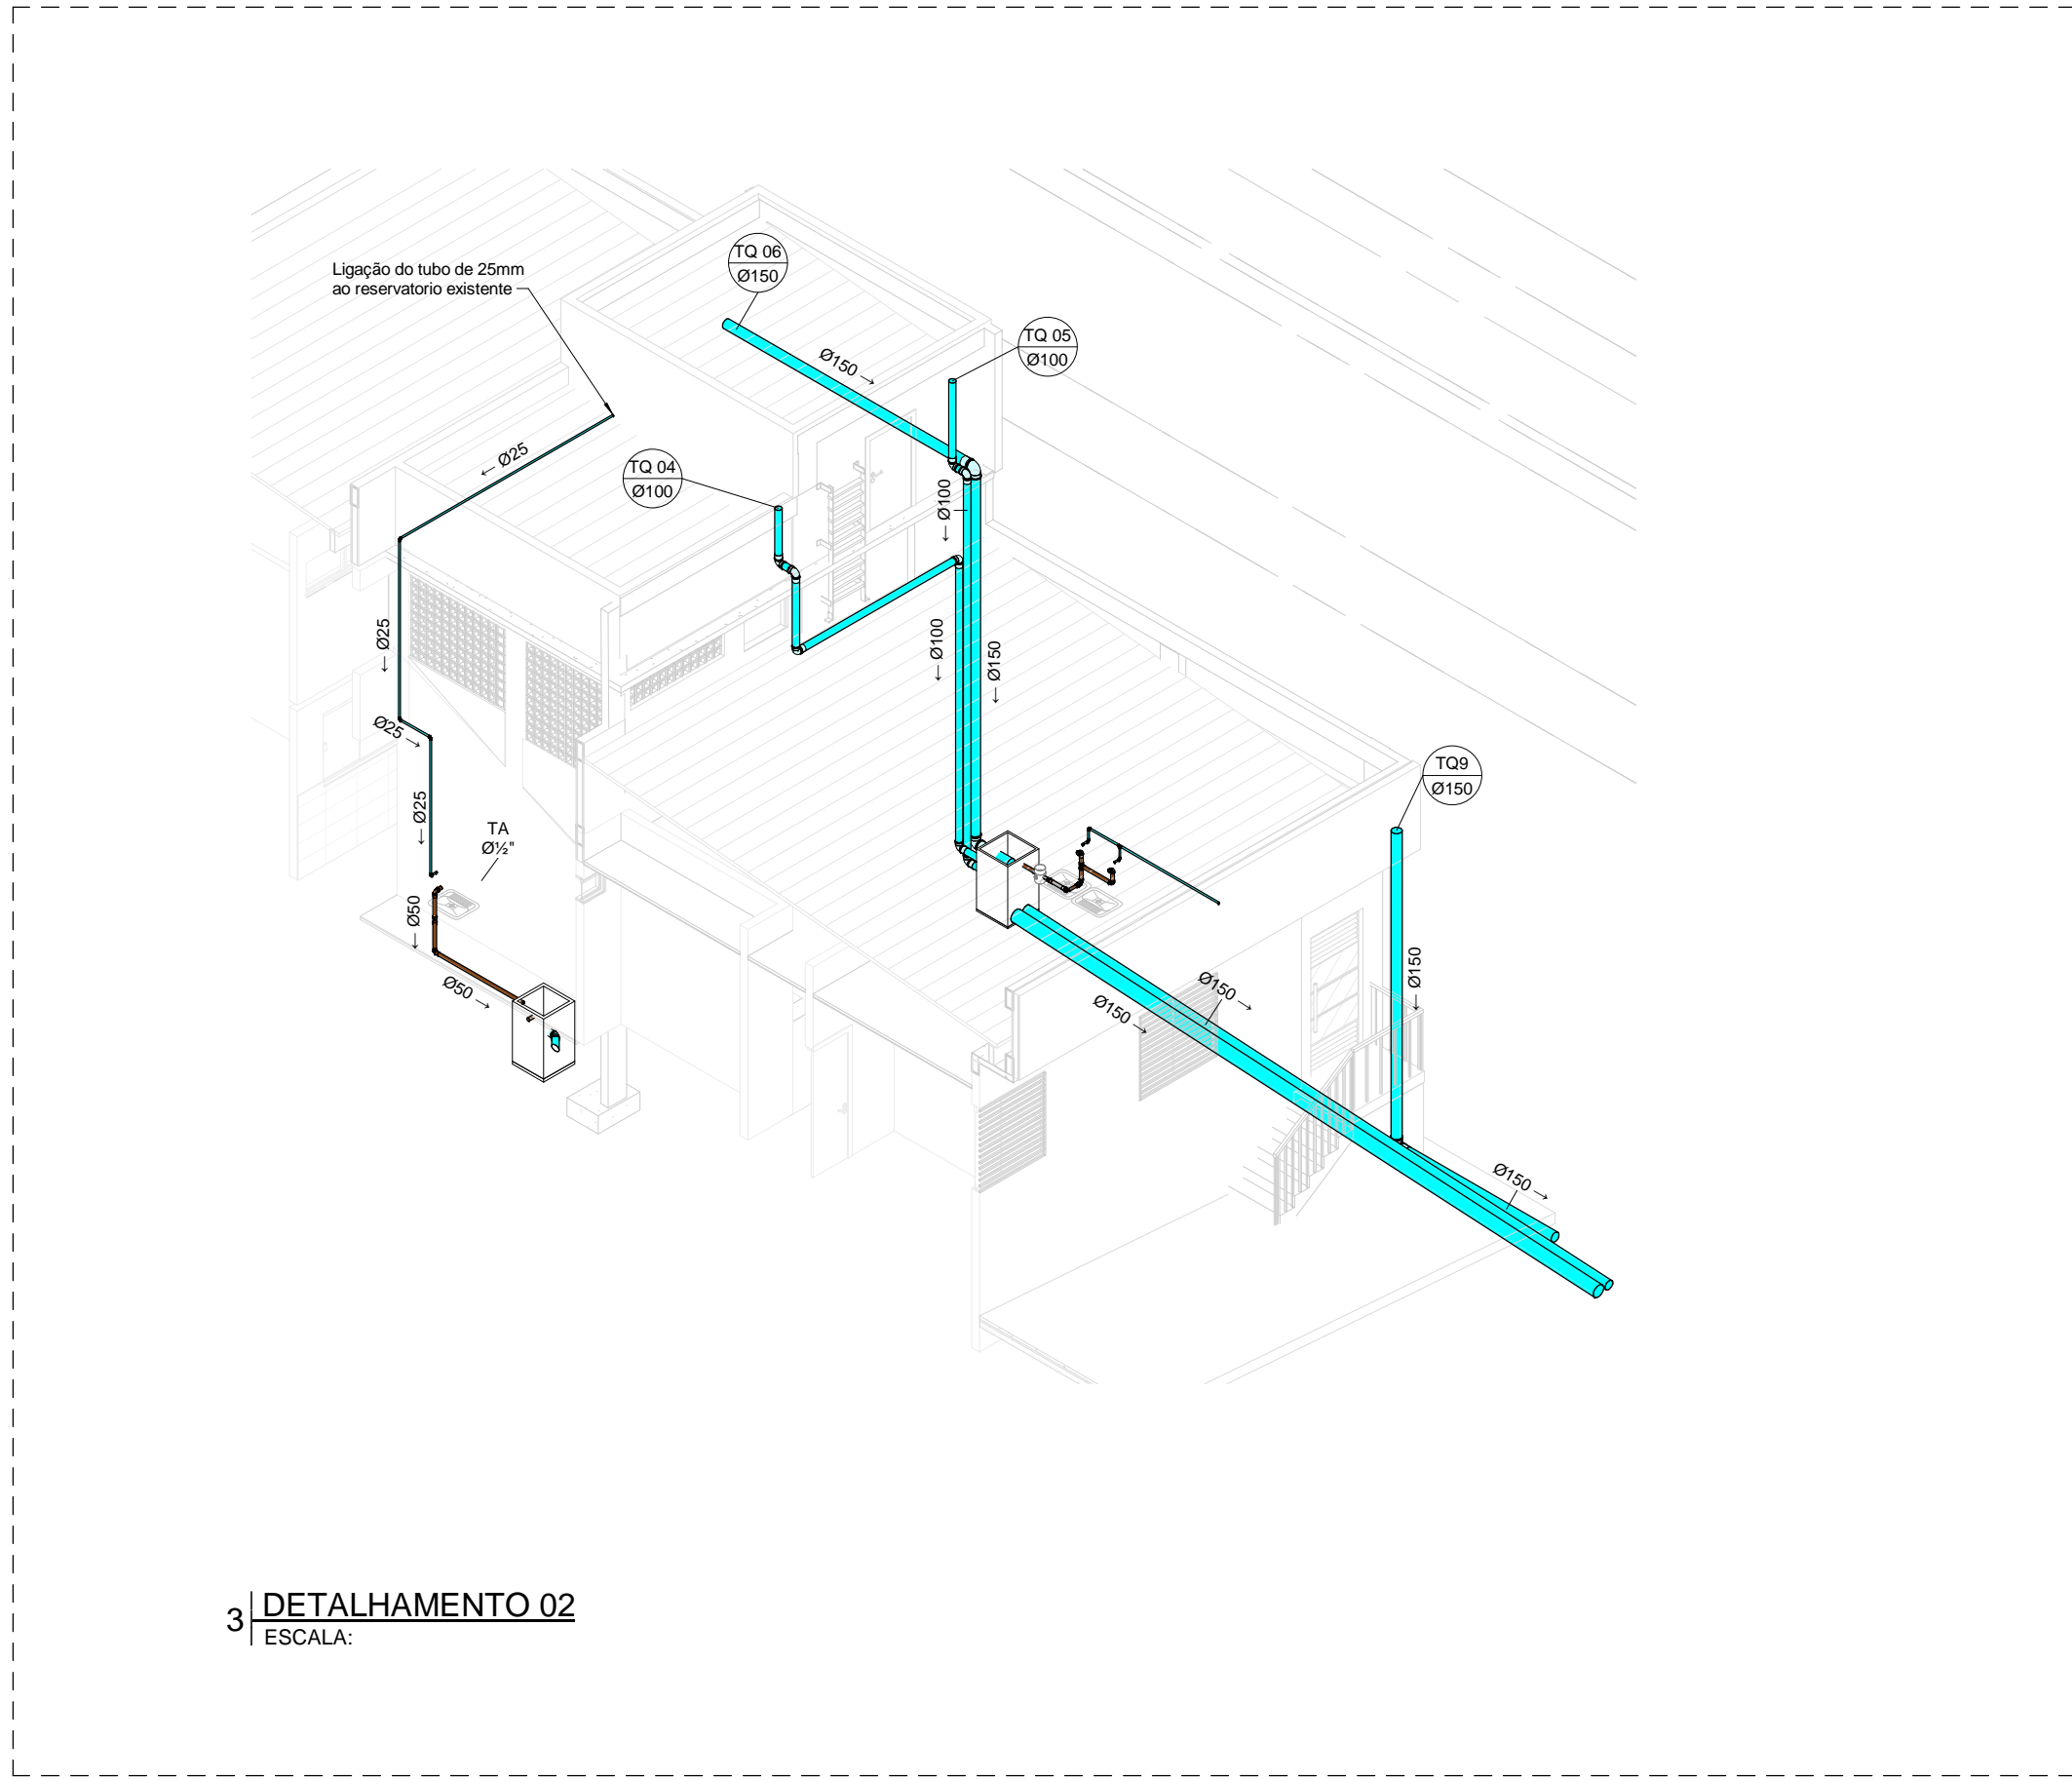 TQ 06
Ø150
Ligação do tubo de 25mm
ao reservatorio existente
TQ 05
Ø100
Ø150 →
← Ø25
TQ 04
Ø100
← Ø100
← Ø25
← Ø100
← Ø150
Ø25 →
TQ9
Ø150
← Ø25
TA
Ø½"
← Ø50
Ø50 →
Ø150 →
Ø150 →
← Ø150
Ø150 →
3
DETALHAMENTO 02
ESCALA: